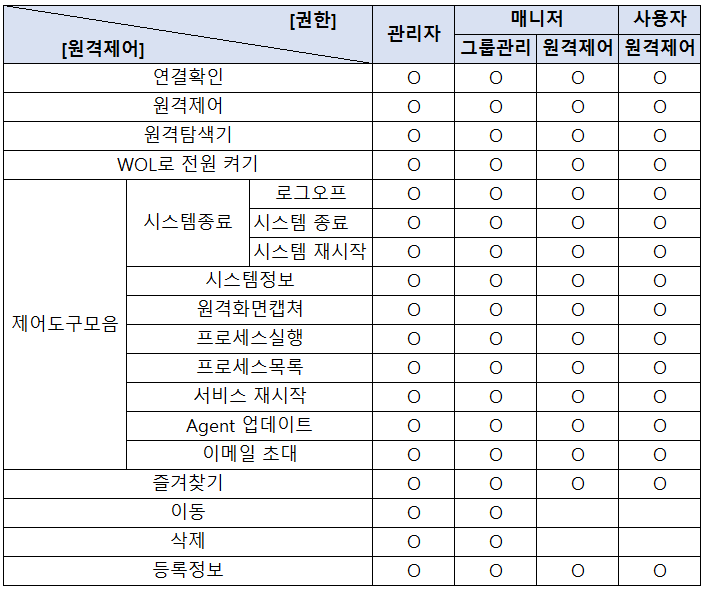 [권한]
[원격제어]
관리자 매니저 사용자
그룹관리 원격제어 원격제어
연결확인 O O O O
원격제어 O O O O
원격탐색기 O O O O
WOL로 전원 켜기 O O O O
제어도구모음 시스템종료 로그오프 O O O O
시스템 종료 O O O O
시스템 재시작 O O O O
시스템정보 O O O O
원격화면캡쳐 O O O O
프로세스실행 O O O O
프로세스목록 O O O O
서비스 재시작 O O O O
Agent 업데이트 O O O O
이메일 초대 O O O O
즐겨찾기 O O O O
이동 O O
삭제 O O
등록정보 O O O O